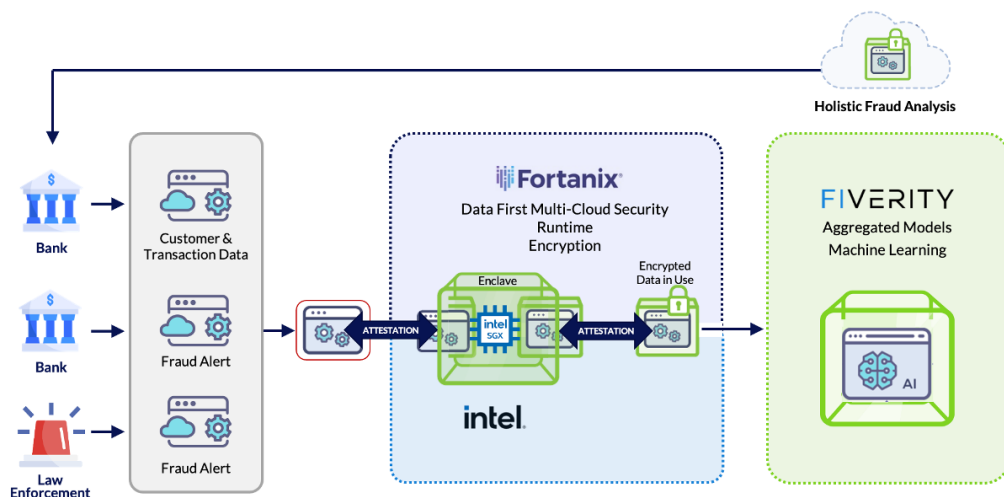 Holistic Fraud Analysis
$
Bank
Customer &
Transaction Data
$
Bank
Fraud Alert
Law
Enforcement
Fraud Alert
Fortanix®
Data First Multi-Cloud Security
Runtime
Encryption
Enclave
Encrypted
Data in Use
ATTESTATION
intel
SGX
ATTESTATION
intel.
FIVERITY
Aggregated Models
Machine Learning
AI